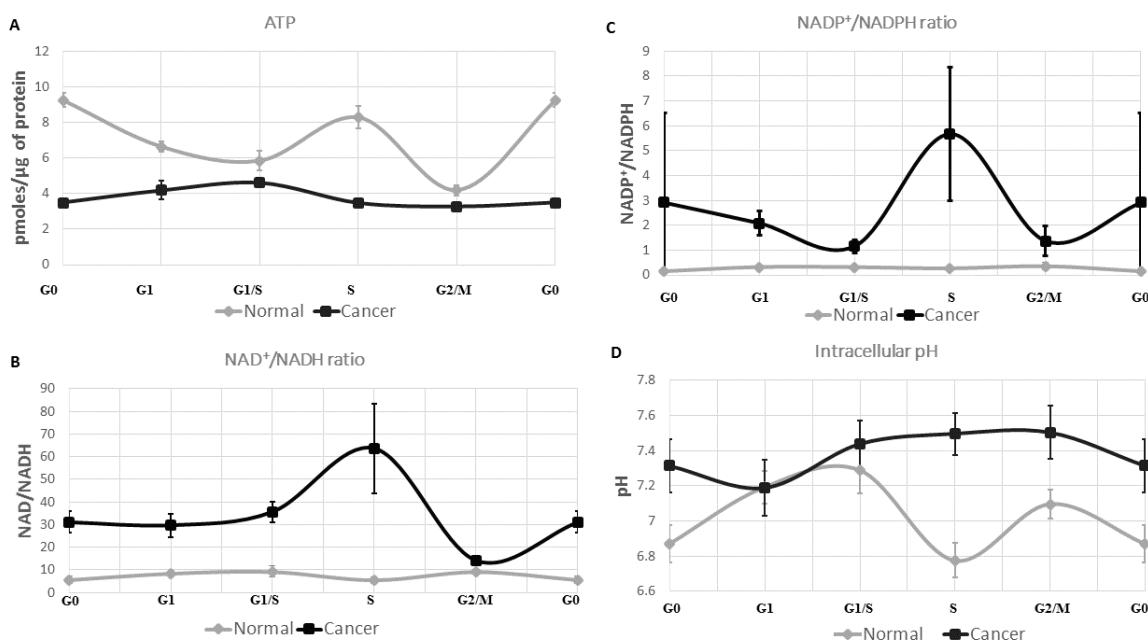 A
ATP
pmoles/µg of protein
12
10
8
6
4
2
0
G0 G1 G1/S S G2/M G0
Normal Cancer
B
NAD⁺/NADH ratio
NAD/NADH
90
80
70
60
50
40
30
20
10
0
G0 G1 G1/S S G2/M G0
Normal Cancer
C
NADP⁺/NADPH ratio
NADP⁺/NADPH
9
8
7
6
5
4
3
2
1
0
G0 G1 G1/S S G2/M G0
Normal Cancer
D
Intracellular pH
pH
7.8
7.6
7.4
7.2
7
6.8
6.6
G0 G1 G1/S S G2/M G0
Normal Cancer